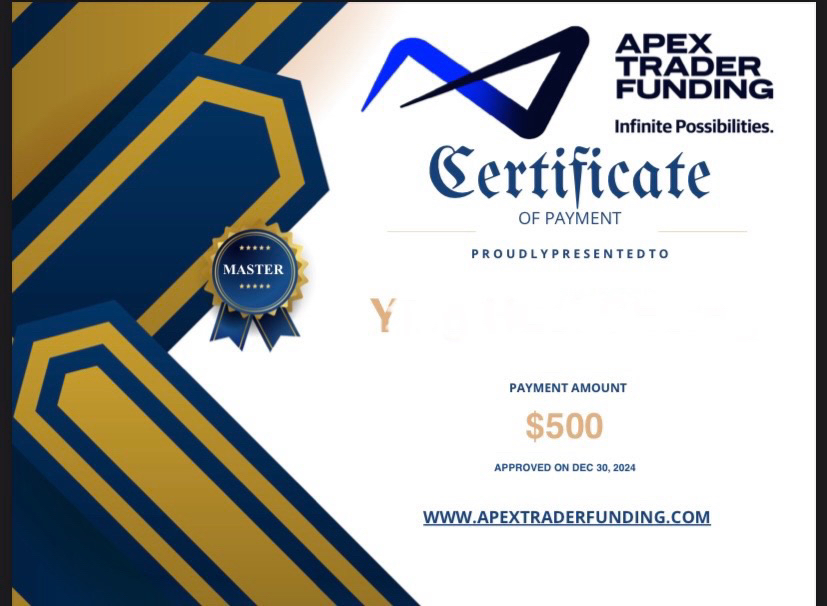 APEX
TRADER
FUNDING
Infinite Possibilities.
Certificate
OF PAYMENT
PROUDLYPRESENTEDTO
MASTER
Y
PAYMENT AMOUNT
$500
APPROVED ON DEC 30, 2024
WWW.APEXTRADERFUNDING.COM